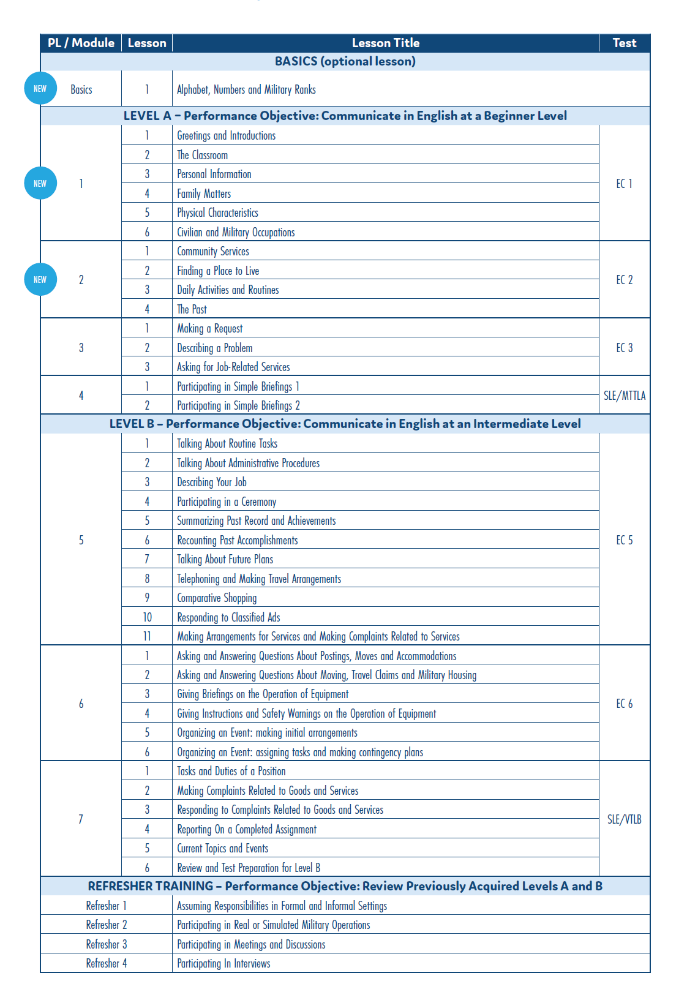 PL / Module Lesson Lesson Title Test
BASICS (optional lesson)
NEW Basics 1 Alphabet, Numbers and Military Ranks
LEVEL A – Performance Objective: Communicate in English at a Beginner Level
1 Greetings and Introductions
2 The Classroom
3 Personal Information
NEW 1 EC 1
4 Family Matters
5 Physical Characteristics
6 Civilian and Military Occupations
1 Community Services
2 Finding a Place to Live
NEW 2 EC 2
3 Daily Activities and Routines
4 The Past
1 Making a Request
3 2 Describing a Problem EC 3
3 Asking for Job-Related Services
1 Participating in Simple Briefings 1
4 SLE/MTTLA
2 Participating in Simple Briefings 2
LEVEL B – Performance Objective: Communicate in English at an Intermediate Level
1 Talking About Routine Tasks
2 Talking About Administrative Procedures
3 Describing Your Job
4 Participating in a Ceremony
5 Summarizing Past Record and Achievements
5 6 Recounting Past Accomplishments EC 5
7 Talking About Future Plans
8 Telephoning and Making Travel Arrangements
9 Comparative Shopping
10 Responding to Classified Ads
11 Making Arrangements for Services and Making Complaints Related to Services
1 Asking and Answering Questions About Postings, Moves and Accommodations
2 Asking and Answering Questions About Moving, Travel Claims and Military Housing
3 Giving Briefings on the Operation of Equipment
6 EC 6
4 Giving Instructions and Safety Warnings on the Operation of Equipment
5 Organizing an Event: making initial arrangements
6 Organizing an Event: assigning tasks and making contingency plans
1 Tasks and Duties of a Position
2 Making Complaints Related to Goods and Services
3 Responding to Complaints Related to Goods and Services
7 SLE/VTLB
4 Reporting On a Completed Assignment
5 Current Topics and Events
6 Review and Test Preparation for Level B
REFRESHER TRAINING – Performance Objective: Review Previously Acquired Levels A and B
Refresher 1 Assuming Responsibilities in Formal and Informal Settings
Refresher 2 Participating in Real or Simulated Military Operations
Refresher 3 Participating in Meetings and Discussions
Refresher 4 Participating In Interviews